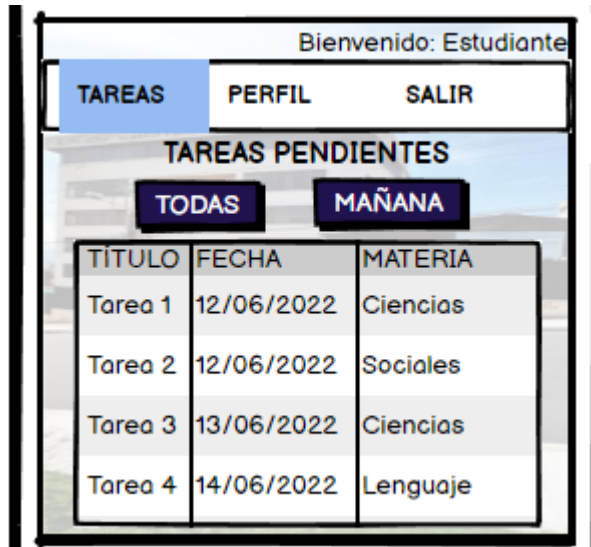 Bienvenido: Estudiante
TAREAS PERFIL SALIR
TAREAS PENDIENTES
TODAS MAÑANA
TÍTULO FECHA MATERIA
Tarea 1 12/06/2022 Ciencias
Tarea 2 12/06/2022 Sociales
Tarea 3 13/06/2022 Ciencias
Tarea 4 14/06/2022 Lenguaje